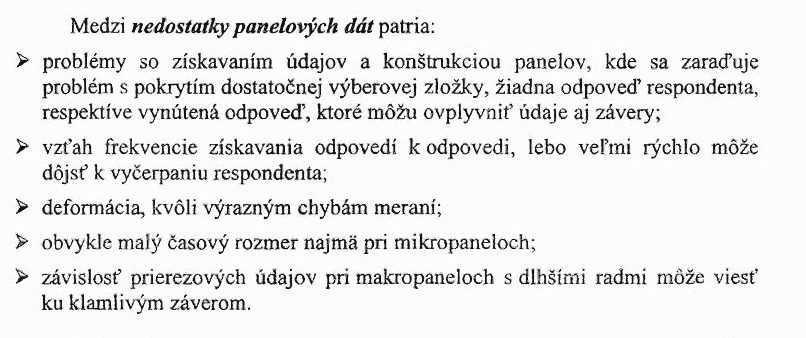 Medzi nedostatky panelových dát patria:
➢ problémy so získavaním údajov a konštrukciou panelov, kde sa zaraďuje
problém s pokrytím dostatočnej výberovej zložky, žiadna odpoveď respondenta,
respektíve vynútená odpoveď, ktoré môžu ovplyvniť údaje aj závery;
➢ vzťah frekvencie získavania odpovedí k odpovedi, lebo veľmi rýchlo môže
dôjsť k vyčerpaniu respondenta;
➢ deformácia, kvôli výrazným chybám meraní;
➢ obvykle malý časový rozmer najmä pri mikropaneloch;
➢ závislosť prierezových údajov pri makropaneloch s dlhšími radmi môže viesť
ku klamlivým záverom.